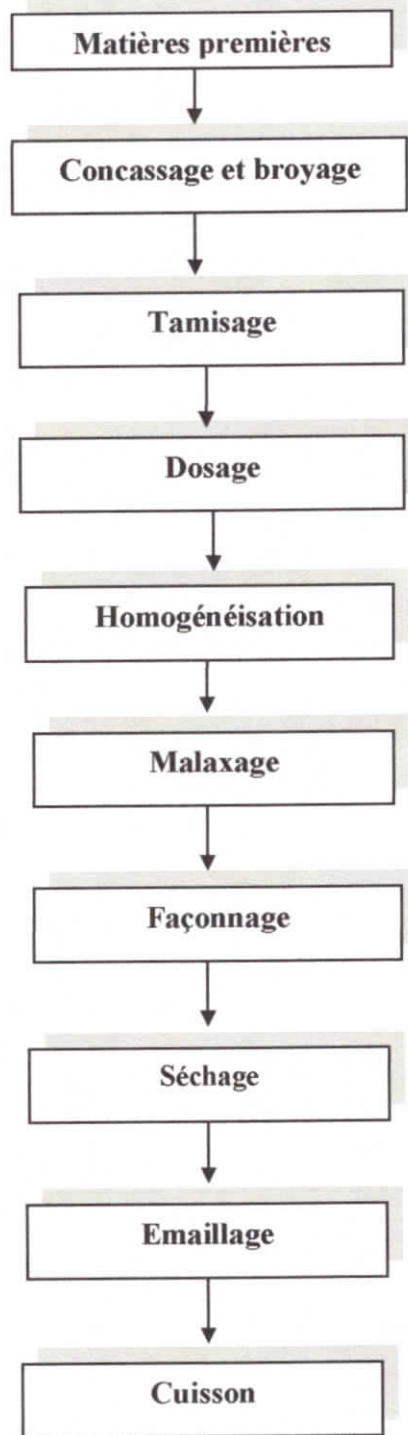 Matières premières
Concassage et broyage
Tamisage
Dosage
Homogénéisation
Malaxage
Façonnage
Séchage
Emaillage
Cuisson